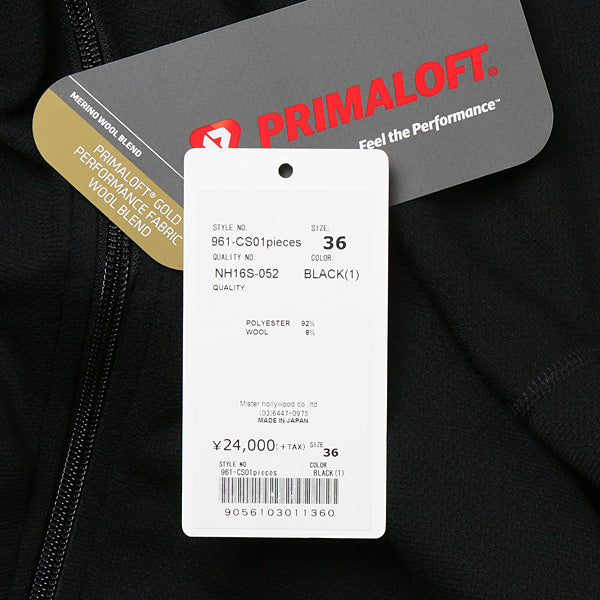 PRIMALOFT®
Feel the Performance™
MERINO WOOL BLEND
PRIMALOFT® GOLD
PERFORMANCE FABRIC
WOOL BLEND
STYLE NO. SIZE.
961-CS01pieces 36
QUALITY NO. COLOR.
NH16S-052 BLACK(1)
QUALITY.
POLYESTER 92%
WOOL 8%
Mister hollywood co.,ltd
(03)6447-0975
MADE IN JAPAN
¥24,000(+TAX) SIZE 36
STYLE NO. COLOR
961-CS01pieces BLACK(1)
9056103011360